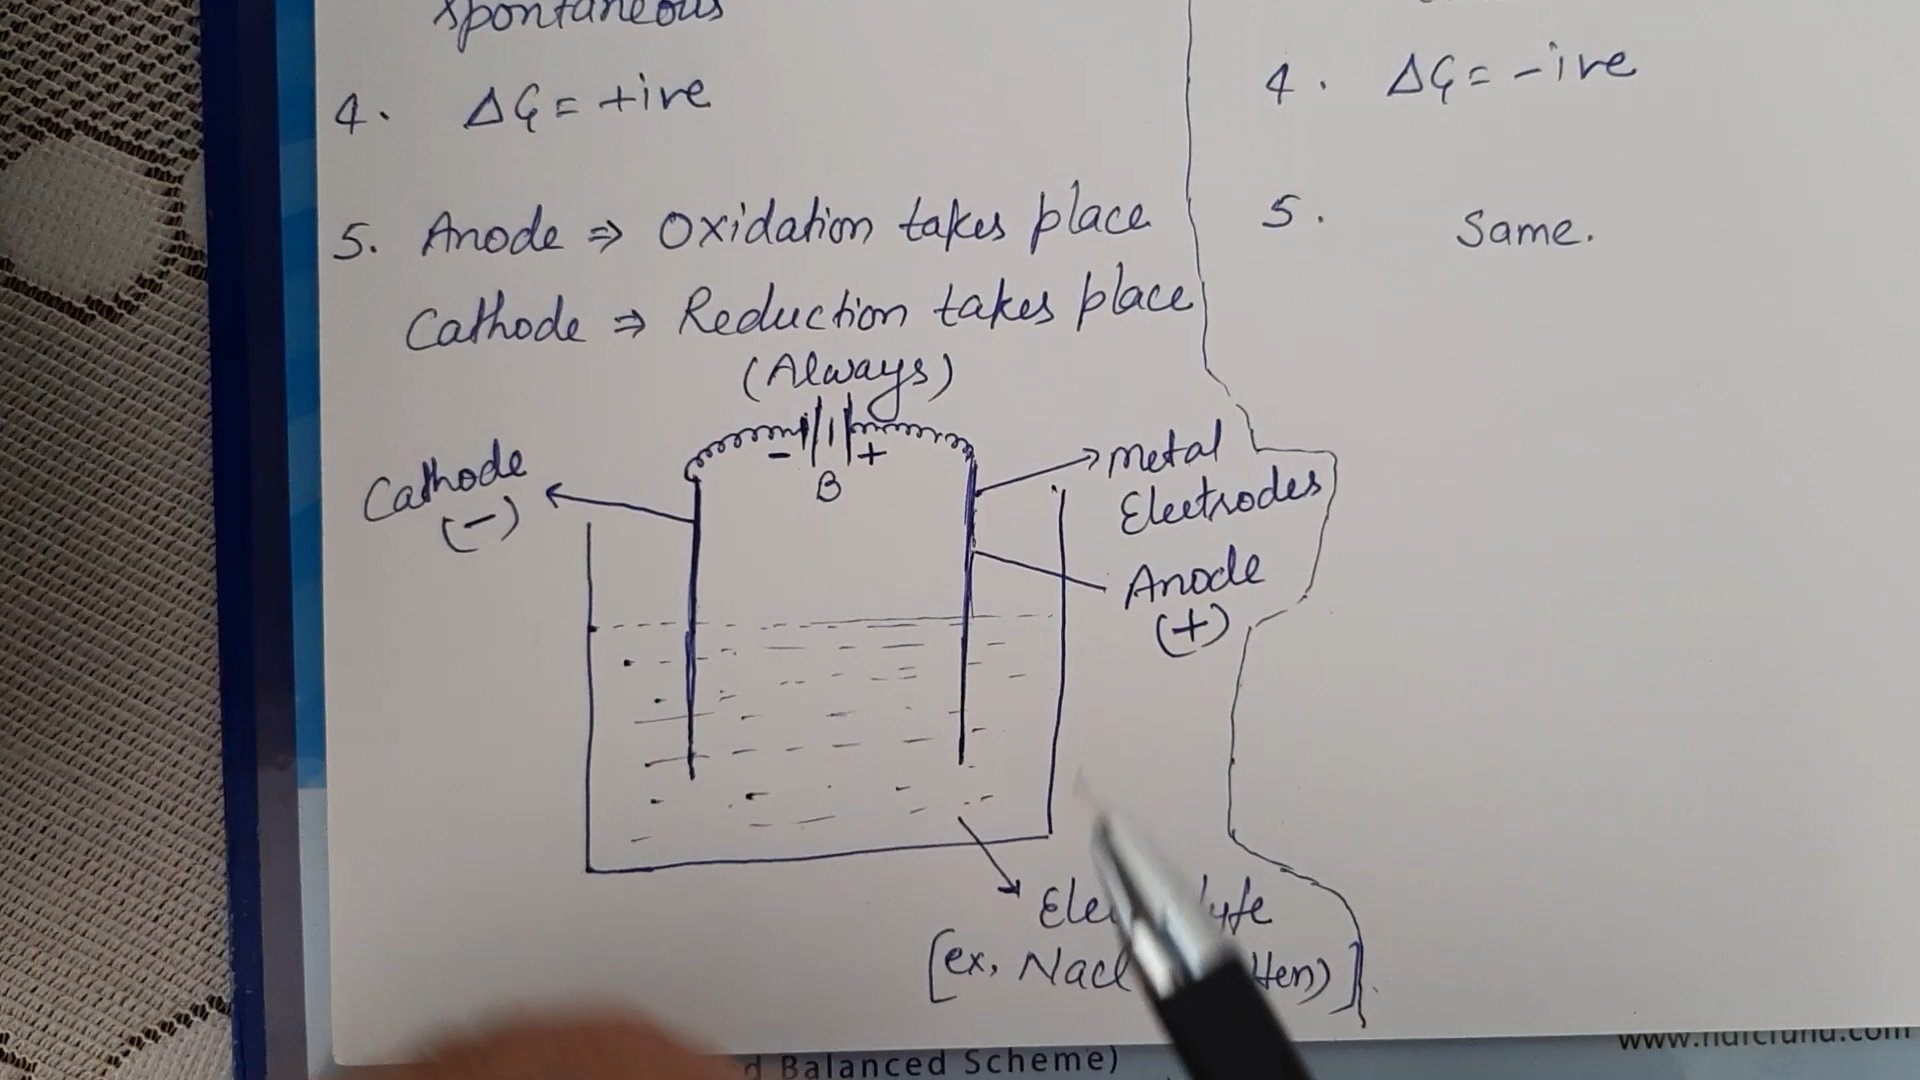 spontaneous
4. ΔG = +ive
5. Anode ⇒ Oxidation takes place
Cathode ⇒ Reduction takes place
(Always)
- +
B
Cathode
(-)
Metal
Electrodes
Anode
(+)
[ex, NaCl
4. ΔG = -ive
5. Same.
Balanced Scheme)